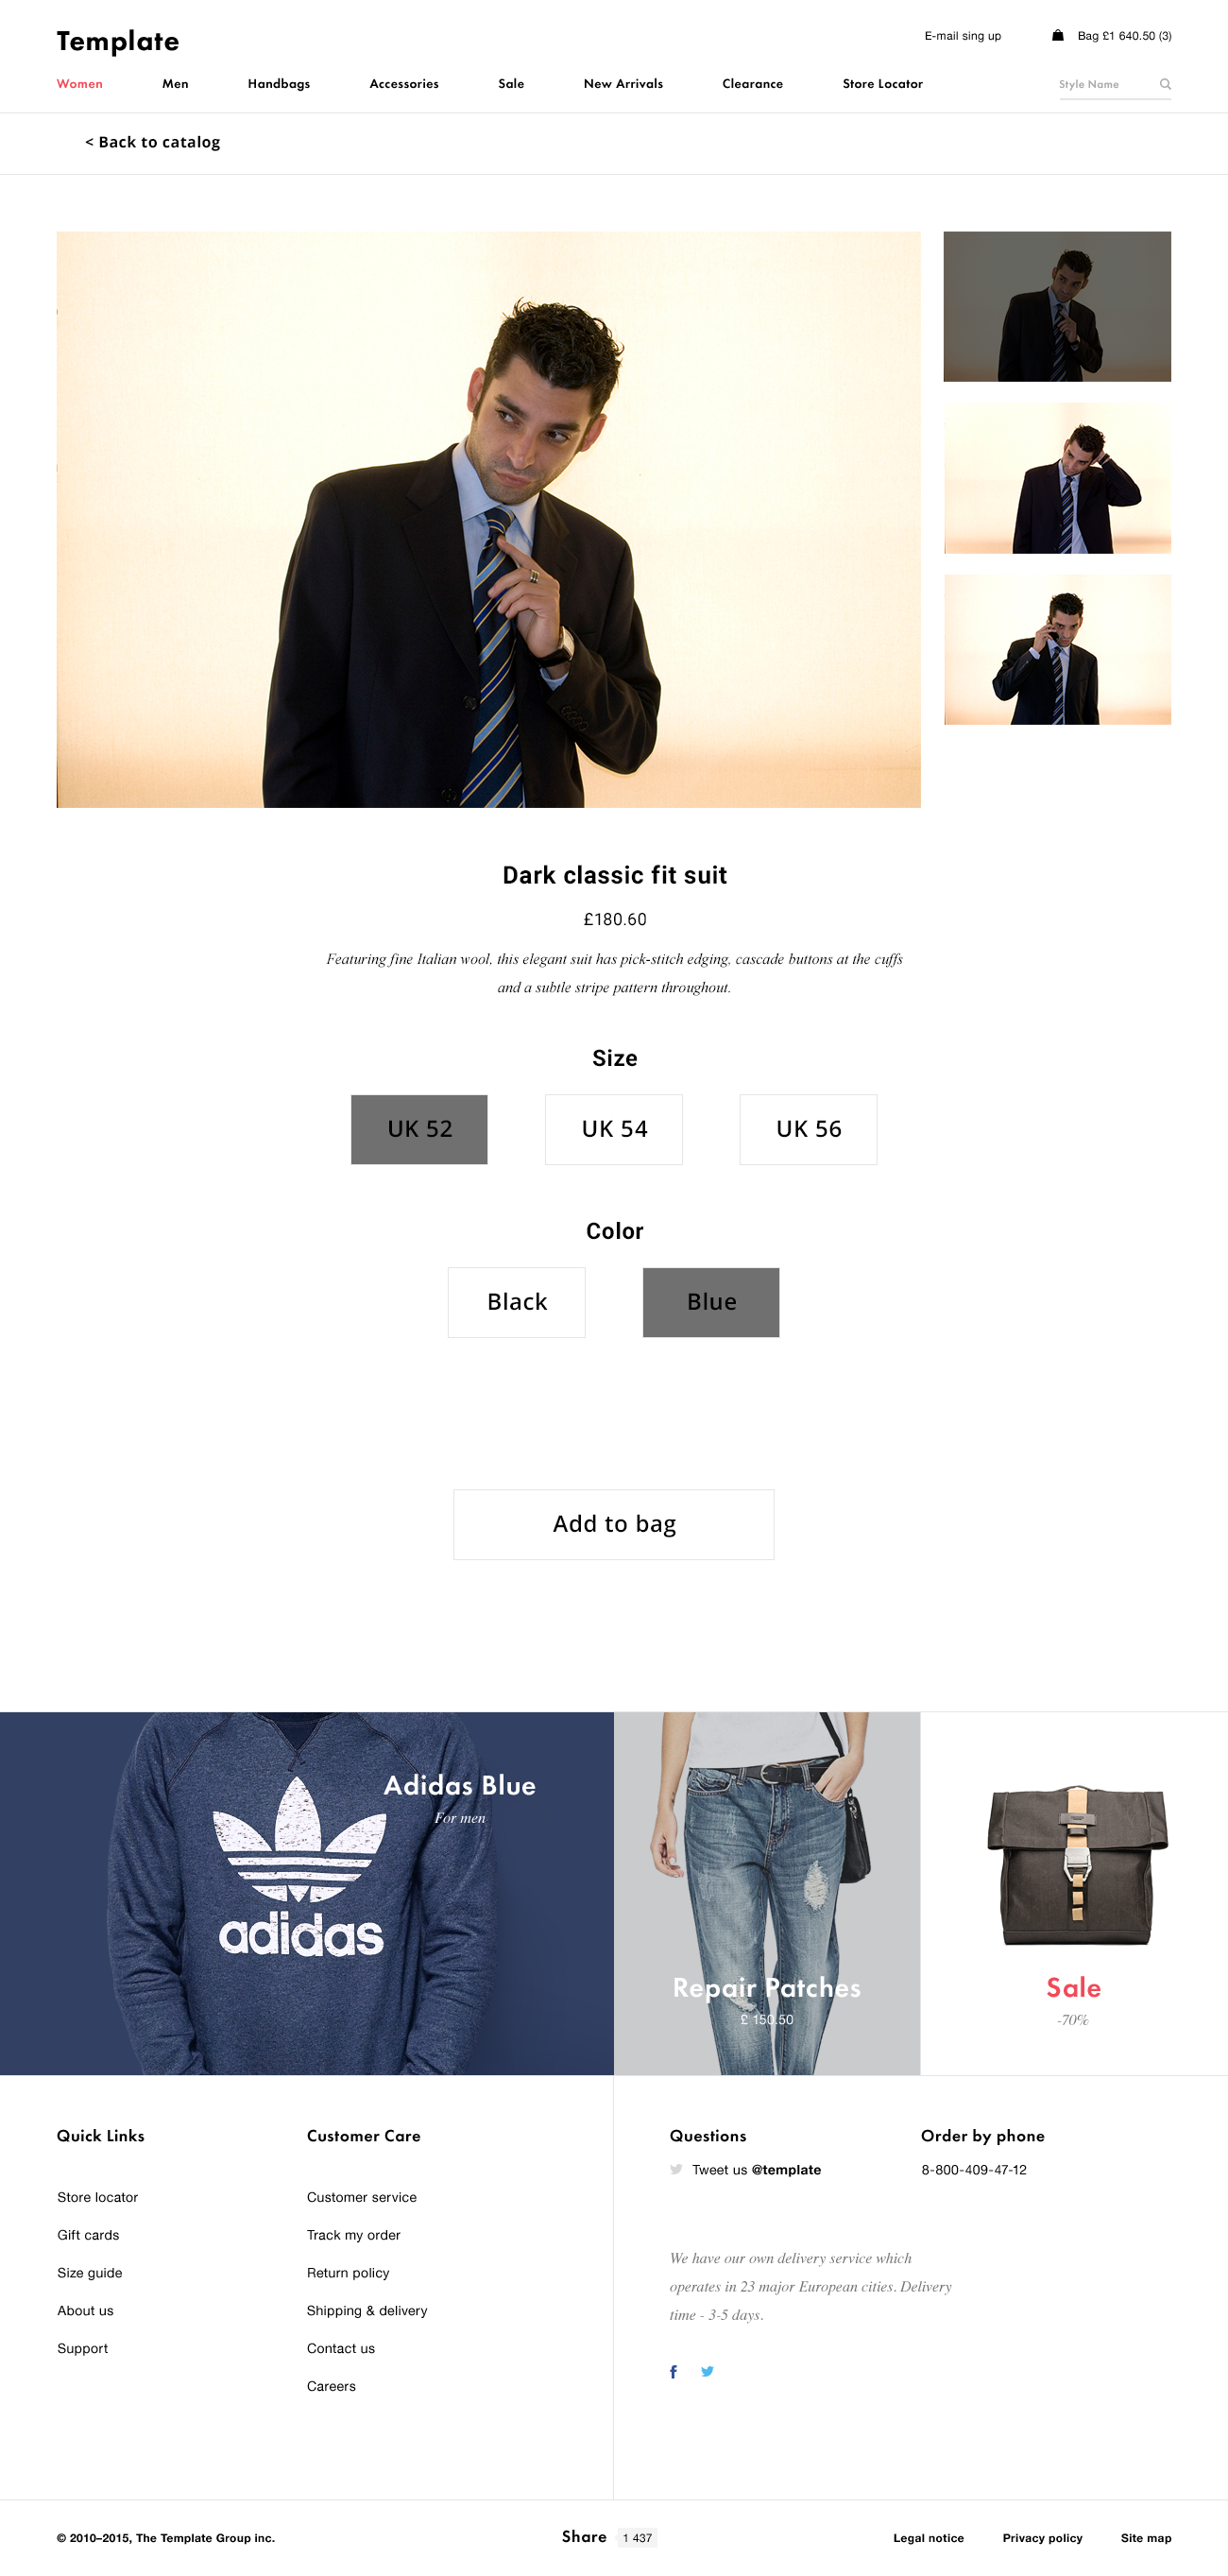 Template
E-mail sing up
Bag £1 640.50 (3)
Women
Men
Handbags
Accessories
Sale
New Arrivals
Clearance
Store Locator
Style Name
< Back to catalog
Dark classic fit suit
£180.60
Featuring fine Italian wool, this elegant suit has pick-stitch edging, cascade buttons at the cuffs
and a subtle stripe pattern throughout.
Size
UK 52
UK 54
UK 56
Color
Black
Blue
Add to bag
Adidas Blue
For men
adidas
Repair Patches
£ 150.50
Sale
-70%
Quick Links
Store locator
Gift cards
Size guide
About us
Support
Customer Care
Customer service
Track my order
Return policy
Shipping & delivery
Contact us
Careers
Questions
Tweet us @template
Order by phone
8-800-409-47-12
We have our own delivery service which
operates in 23 major European cities. Delivery
time - 3-5 days.
© 2010–2015, The Template Group inc.
Share
1 437
Legal notice
Privacy policy
Site map